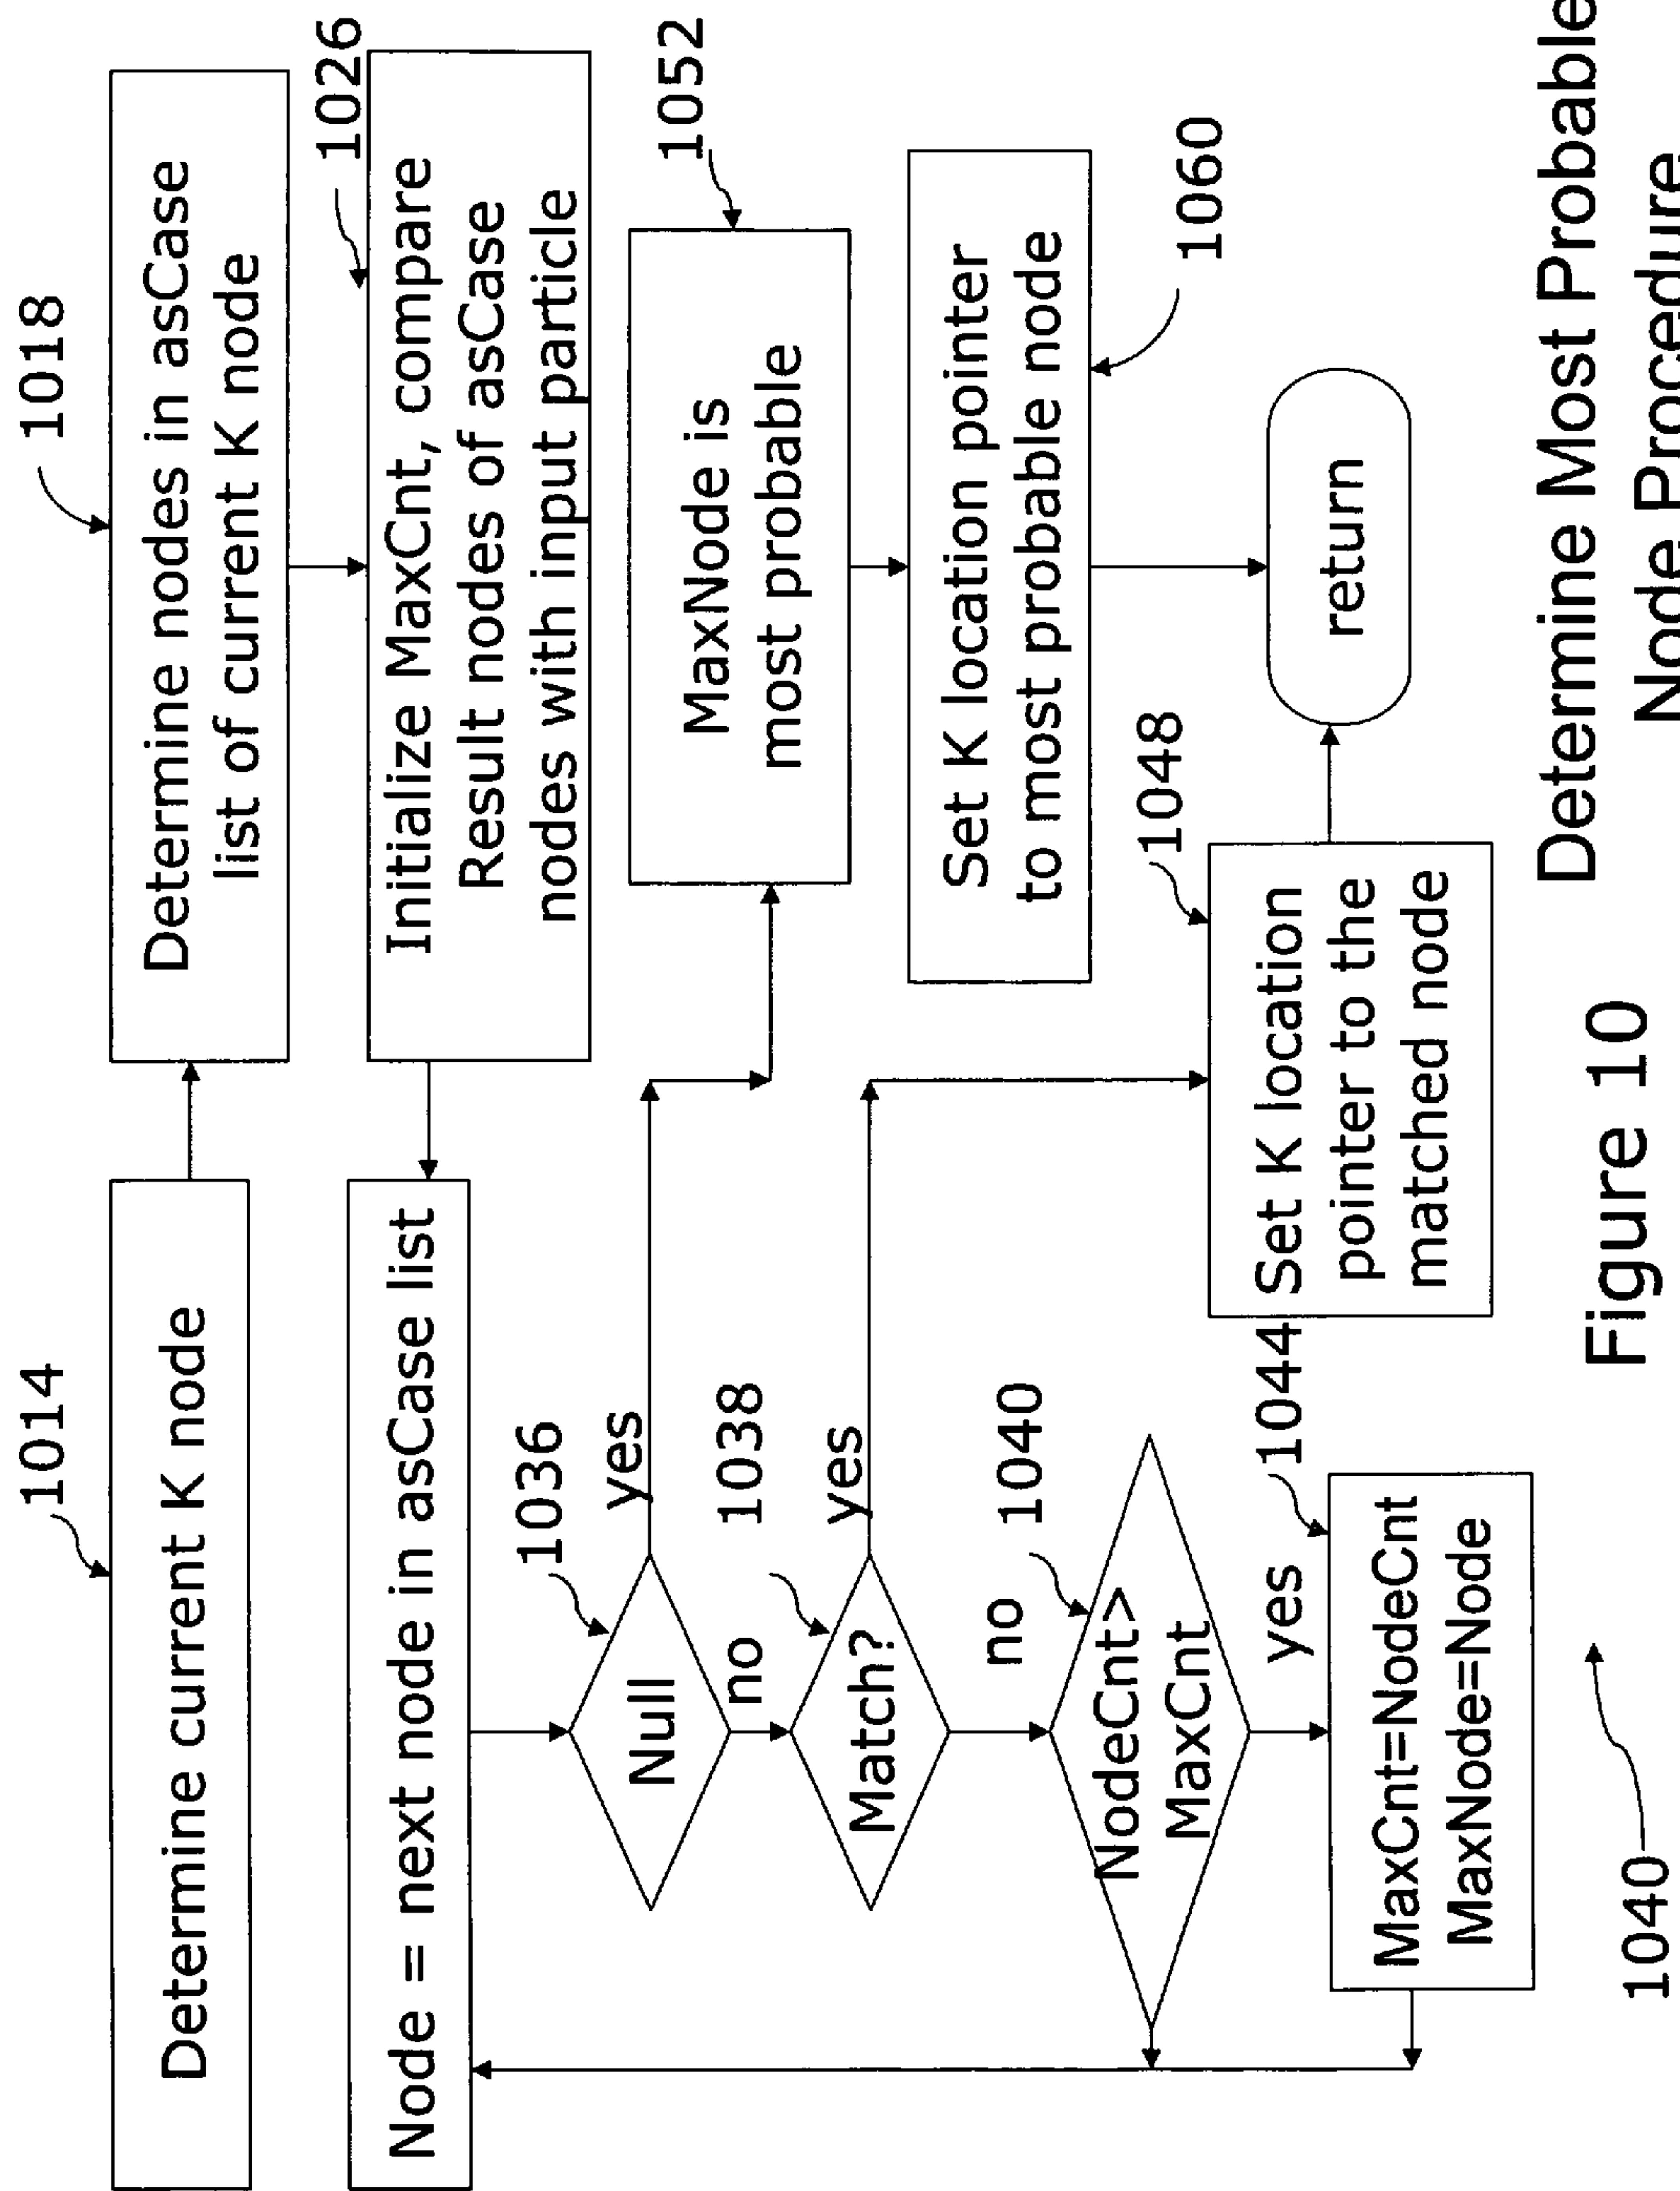 1014
Determine current K node
1018
Determine nodes in asCase
list of current K node
1026
Initialize MaxCnt, compare
Result nodes of asCase
nodes with input particle
Node = next node in asCase list
1036
Null
yes
no
1038
Match?
yes
no
1040
NodeCnt>
MaxCnt
yes
1044
MaxCnt=NodeCnt
MaxNode=Node
1052
MaxNode is
most probable
1060
Set K location pointer
to most probable node
1048
Set K location
pointer to the
matched node
return
1040
Figure 10
Determine Most Probable
Node Procedure